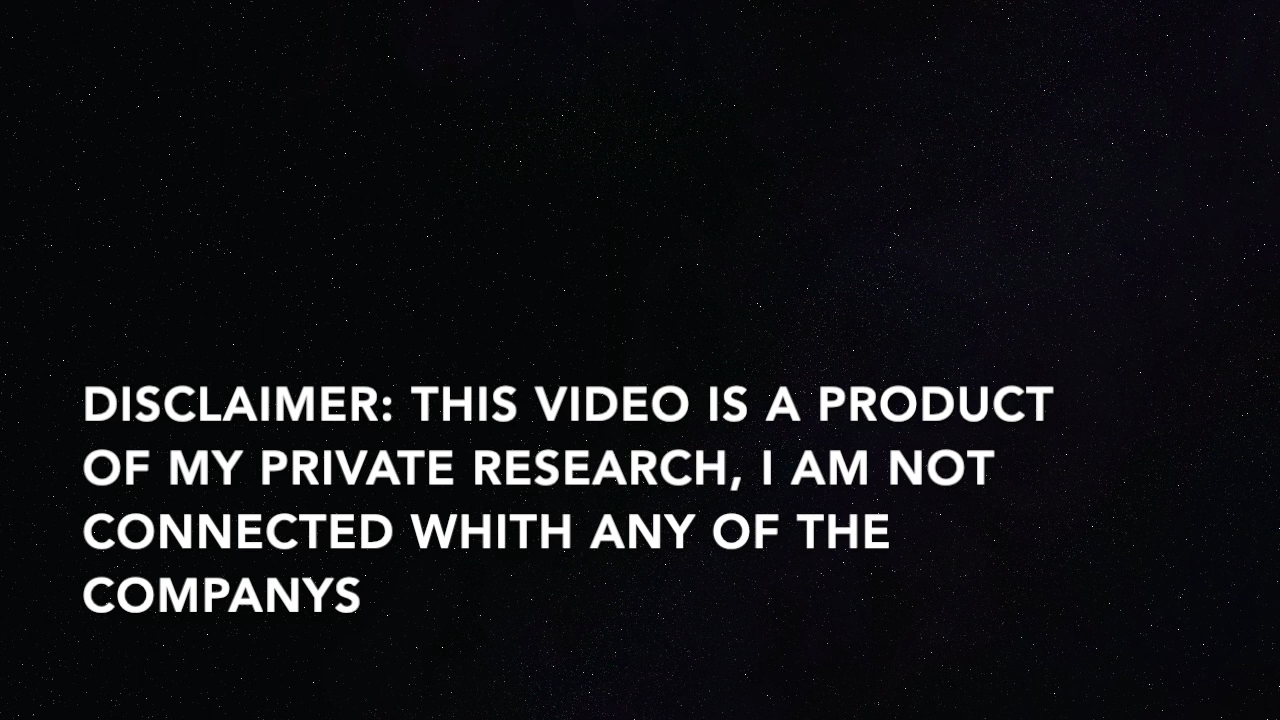 DISCLAIMER: THIS VIDEO IS A PRODUCT
OF MY PRIVATE RESEARCH, I AM NOT
CONNECTED WHITH ANY OF THE
COMPANYS